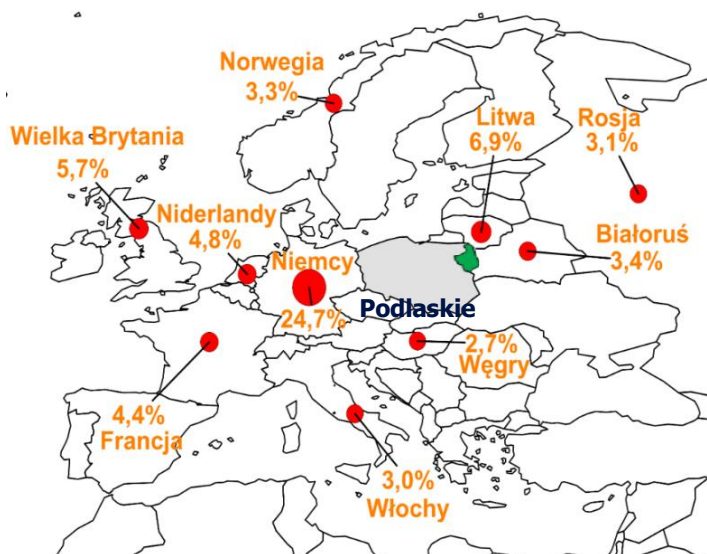 Norwegia
3,3%
Litwa
6,9%
Rosja
3,1%
Wielka Brytania
5,7%
Niderlandy
4,8%
Niemcy
24,7%
Białoruś
3,4%
Podlaskie
2,7%
Węgry
4,4%
Francja
3,0%
Włochy